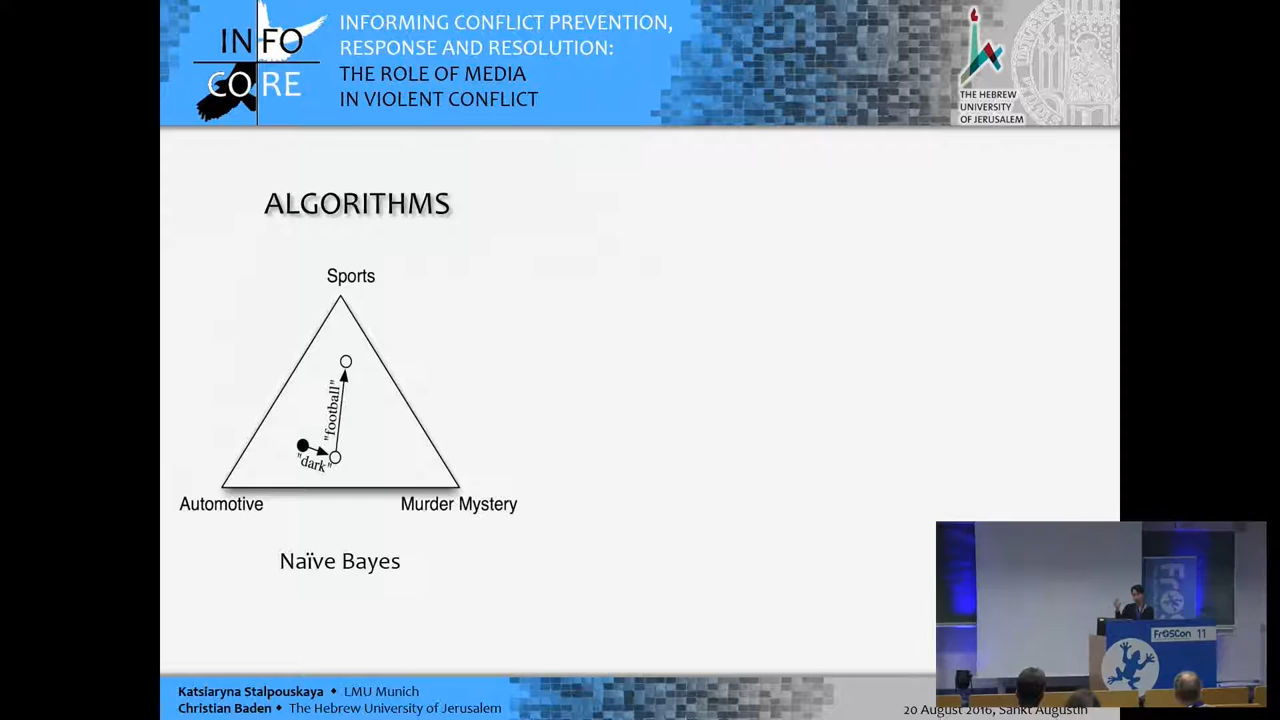 INFO
CORE
INFORMING CONFLICT PREVENTION,
RESPONSE AND RESOLUTION:
THE ROLE OF MEDIA
IN VIOLENT CONFLICT
THE HEBREW
UNIVERSITY
OF JERUSALEM
ALGORITHMS
Sports
"football"
"dark"
Automotive
Murder Mystery
Naïve Bayes
FrOSCon 11
Katsiaryna Stalpouskaya ♦ LMU Munich
Christian Baden ♦ The Hebrew University of Jerusalem
20 August 2016, Sankt Augustin